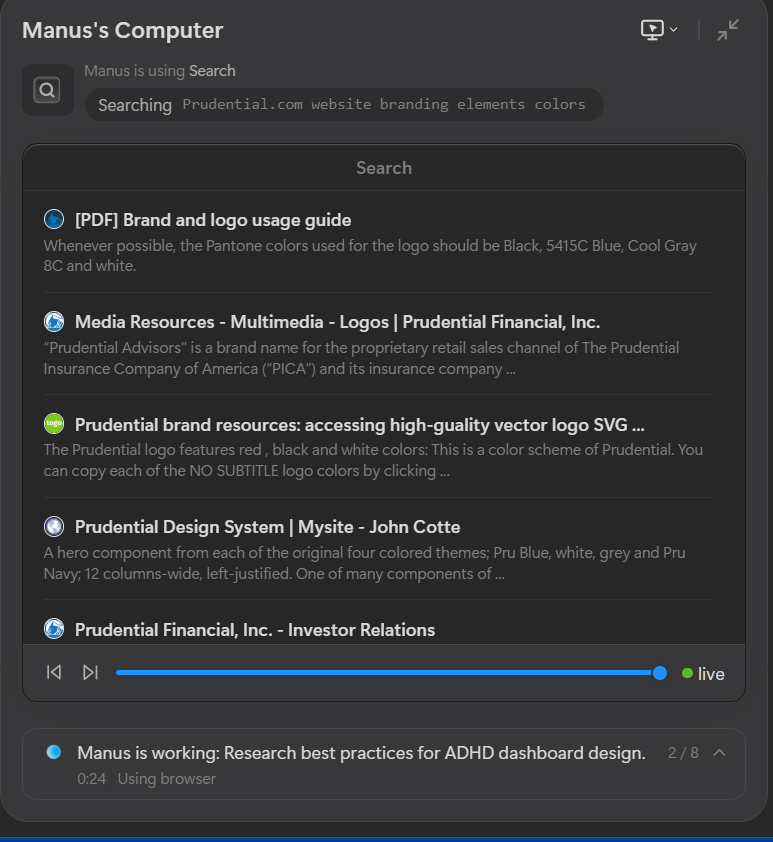 Manus's Computer
Manus is using Search
Searching Prudential.com website branding elements colors
Search
[PDF] Brand and logo usage guide
Whenever possible, the Pantone colors used for the logo should be Black, 5415C Blue, Cool Gray
8C and white.
Media Resources - Multimedia - Logos | Prudential Financial, Inc.
“Prudential Advisors" is a brand name for the proprietary retail sales channel of The Prudential
Insurance Company of America (“PICA”) and its insurance company ...
logo
Prudential brand resources: accessing high-guality vector logo SVG ...
The Prudential logo features red , black and white colors: This is a color scheme of Prudential. You
can copy each of the NO SUBTITLE logo colors by clicking ...
Prudential Design System | Mysite - John Cotte
A hero component from each of the original four colored themes; Pru Blue, white, grey and Pru
Navy; 12 columns-wide, left-justified. One of many components of ...
Prudential Financial, Inc. - Investor Relations
live
Manus is working: Research best practices for ADHD dashboard design. 2 / 8
0:24 Using browser